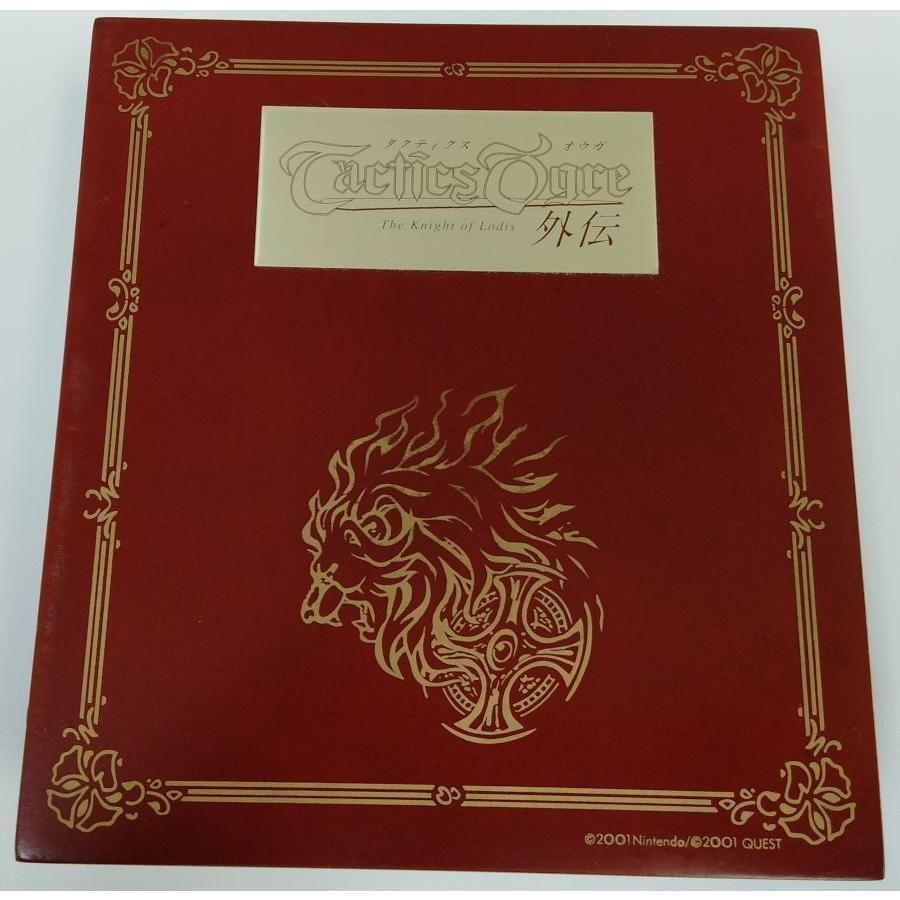 タクティクス オウガ
Tactics Ogre
The Knight of Lodis 外伝
©2001Nintendo/©2001 QUEST